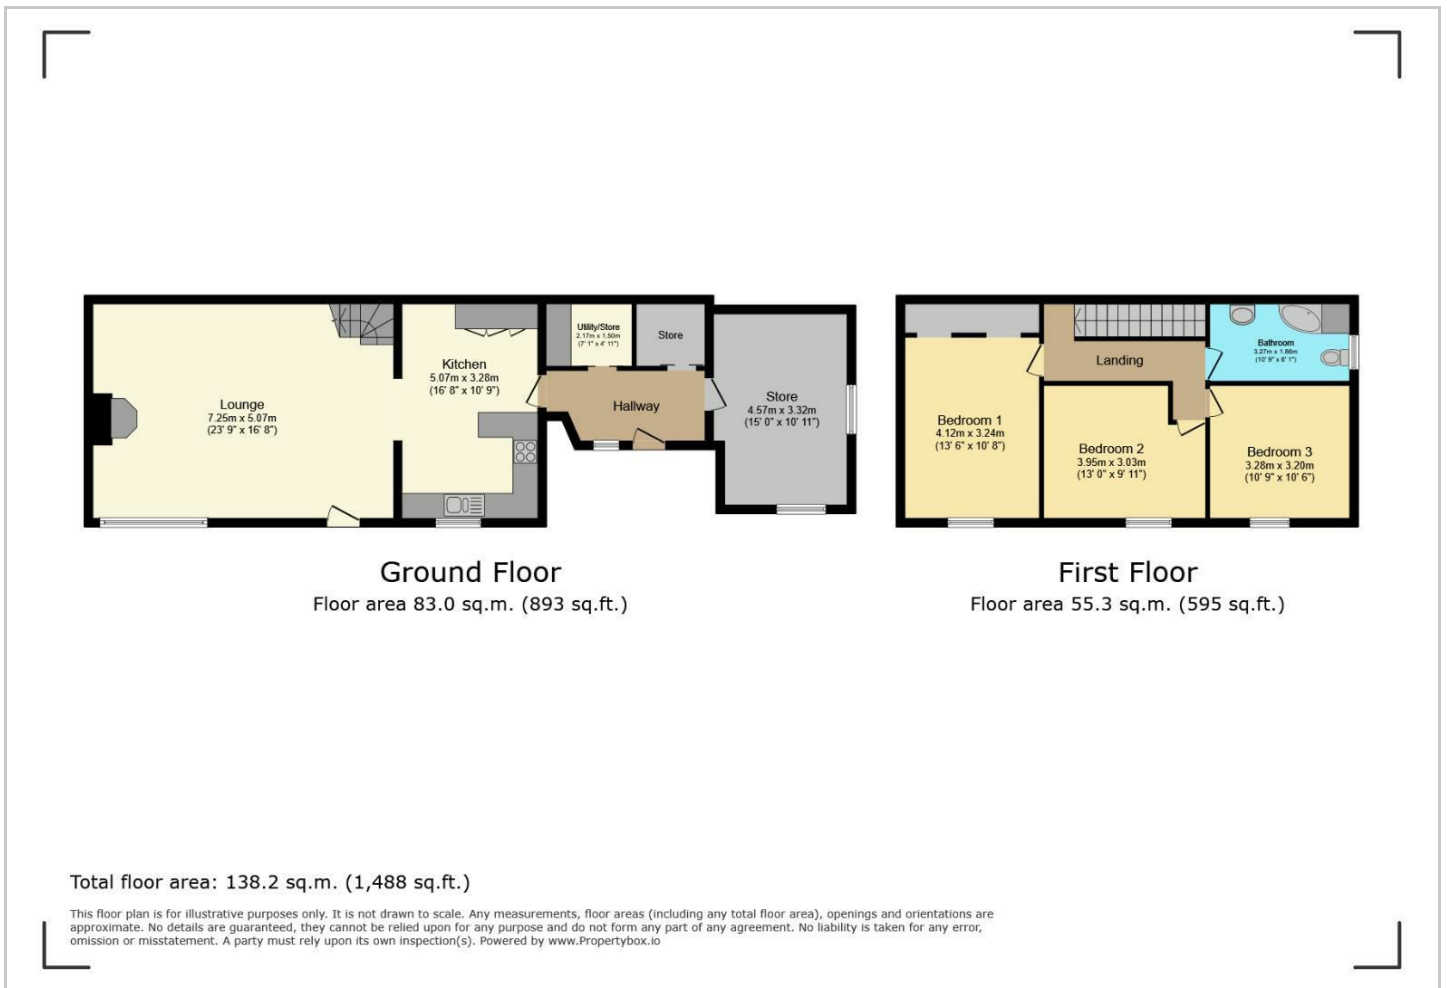 Lounge
7.25m x 5.07m
(23' 9" x 16' 8")
Kitchen
5.07m x 3.28m
(16' 8" x 10' 9")
Utility/Store
2.17m x 1.50m
(7' 1" x 4' 11")
Store
Hallway
Store
4.57m x 3.32m
(15' 0" x 10' 11")
Ground Floor
Floor area 83.0 sq.m. (893 sq.ft.)
Landing
Bathroom
3.27m x 1.86m
(10' 9" x 6' 1")
Bedroom 1
4.12m x 3.24m
(13' 6" x 10' 8")
Bedroom 2
3.95m x 3.03m
(13' 0" x 9' 11")
Bedroom 3
3.28m x 3.20m
(10' 9" x 10' 6")
First Floor
Floor area 55.3 sq.m. (595 sq.ft.)
Total floor area: 138.2 sq.m. (1,488 sq.ft.)
This floor plan is for illustrative purposes only. It is not drawn to scale. Any measurements, floor areas (including any total floor area), openings and orientations are
approximate. No details are guaranteed, they cannot be relied upon for any purpose and do not form any part of any agreement. No liability is taken for any error,
omission or misstatement. A party must rely upon its own inspection(s). Powered by www.Propertybox.io